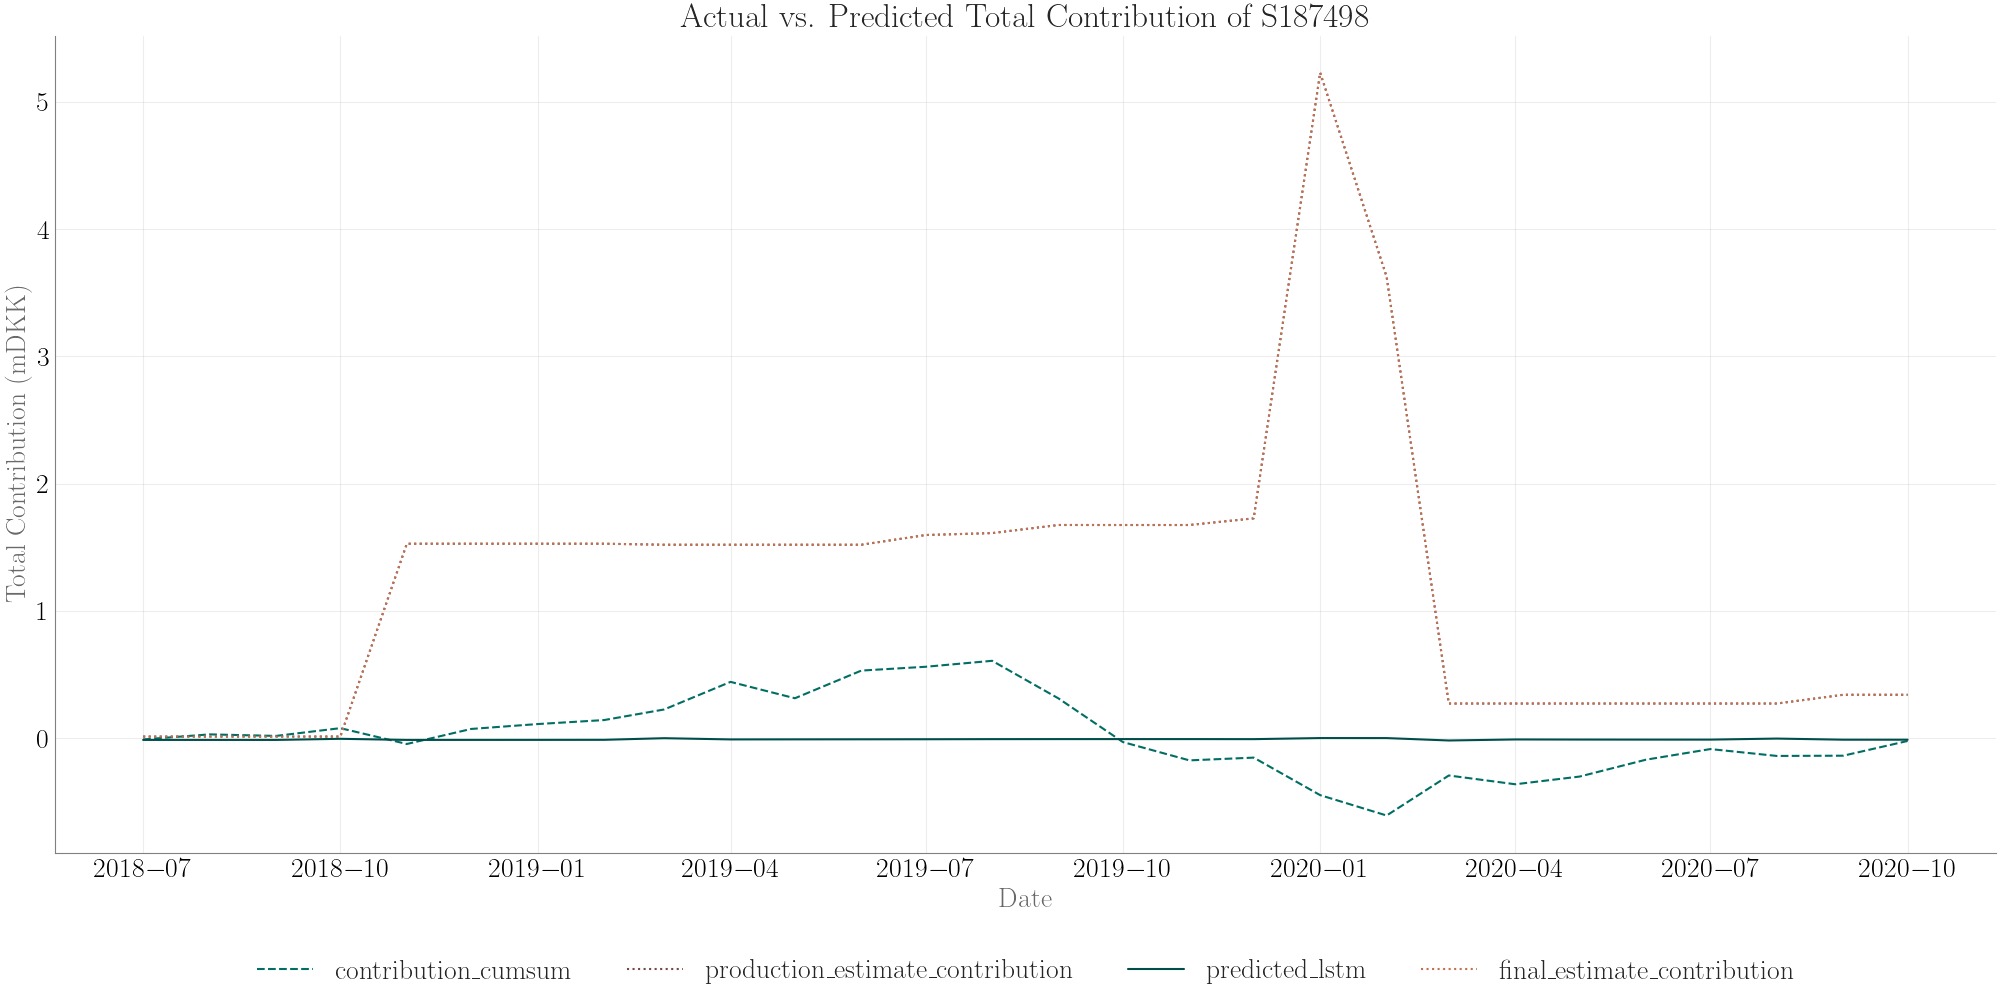 Actual vs. Predicted Total Contribution of S187498
Total Contribution (mDKK)
5
4
3
2
1
0
2018−07 2018−10 2019−01 2019−04 2019−07 2019−10 2020−01 2020−04 2020−07 2020−10
Date
contribution_cumsum production_estimate_contribution predicted_lstm final_estimate_contribution